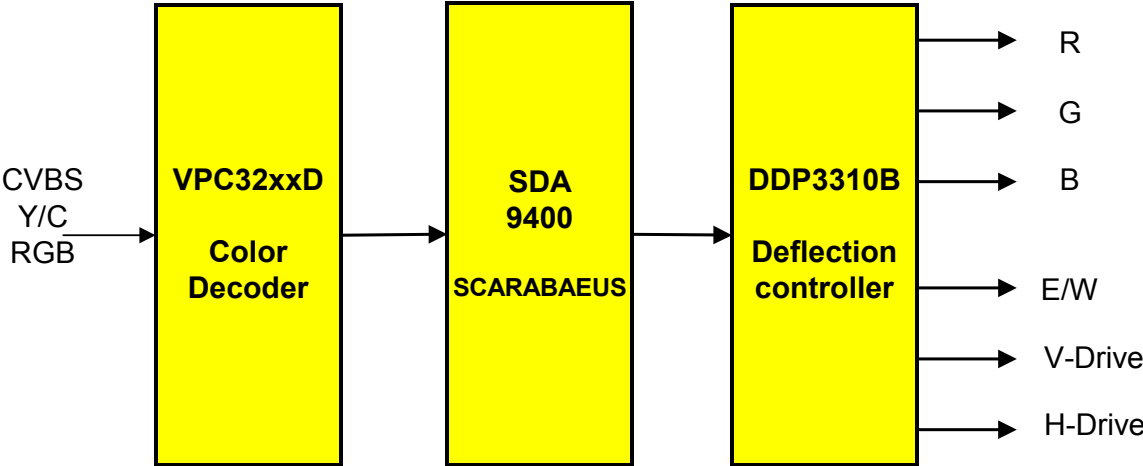 CVBS
Y/C
RGB
VPC32xxD
Color
Decoder
SDA
9400
SCARABAEUS
DDP3310B
Deflection
controller
R
G
B
E/W
V-Drive
H-Drive